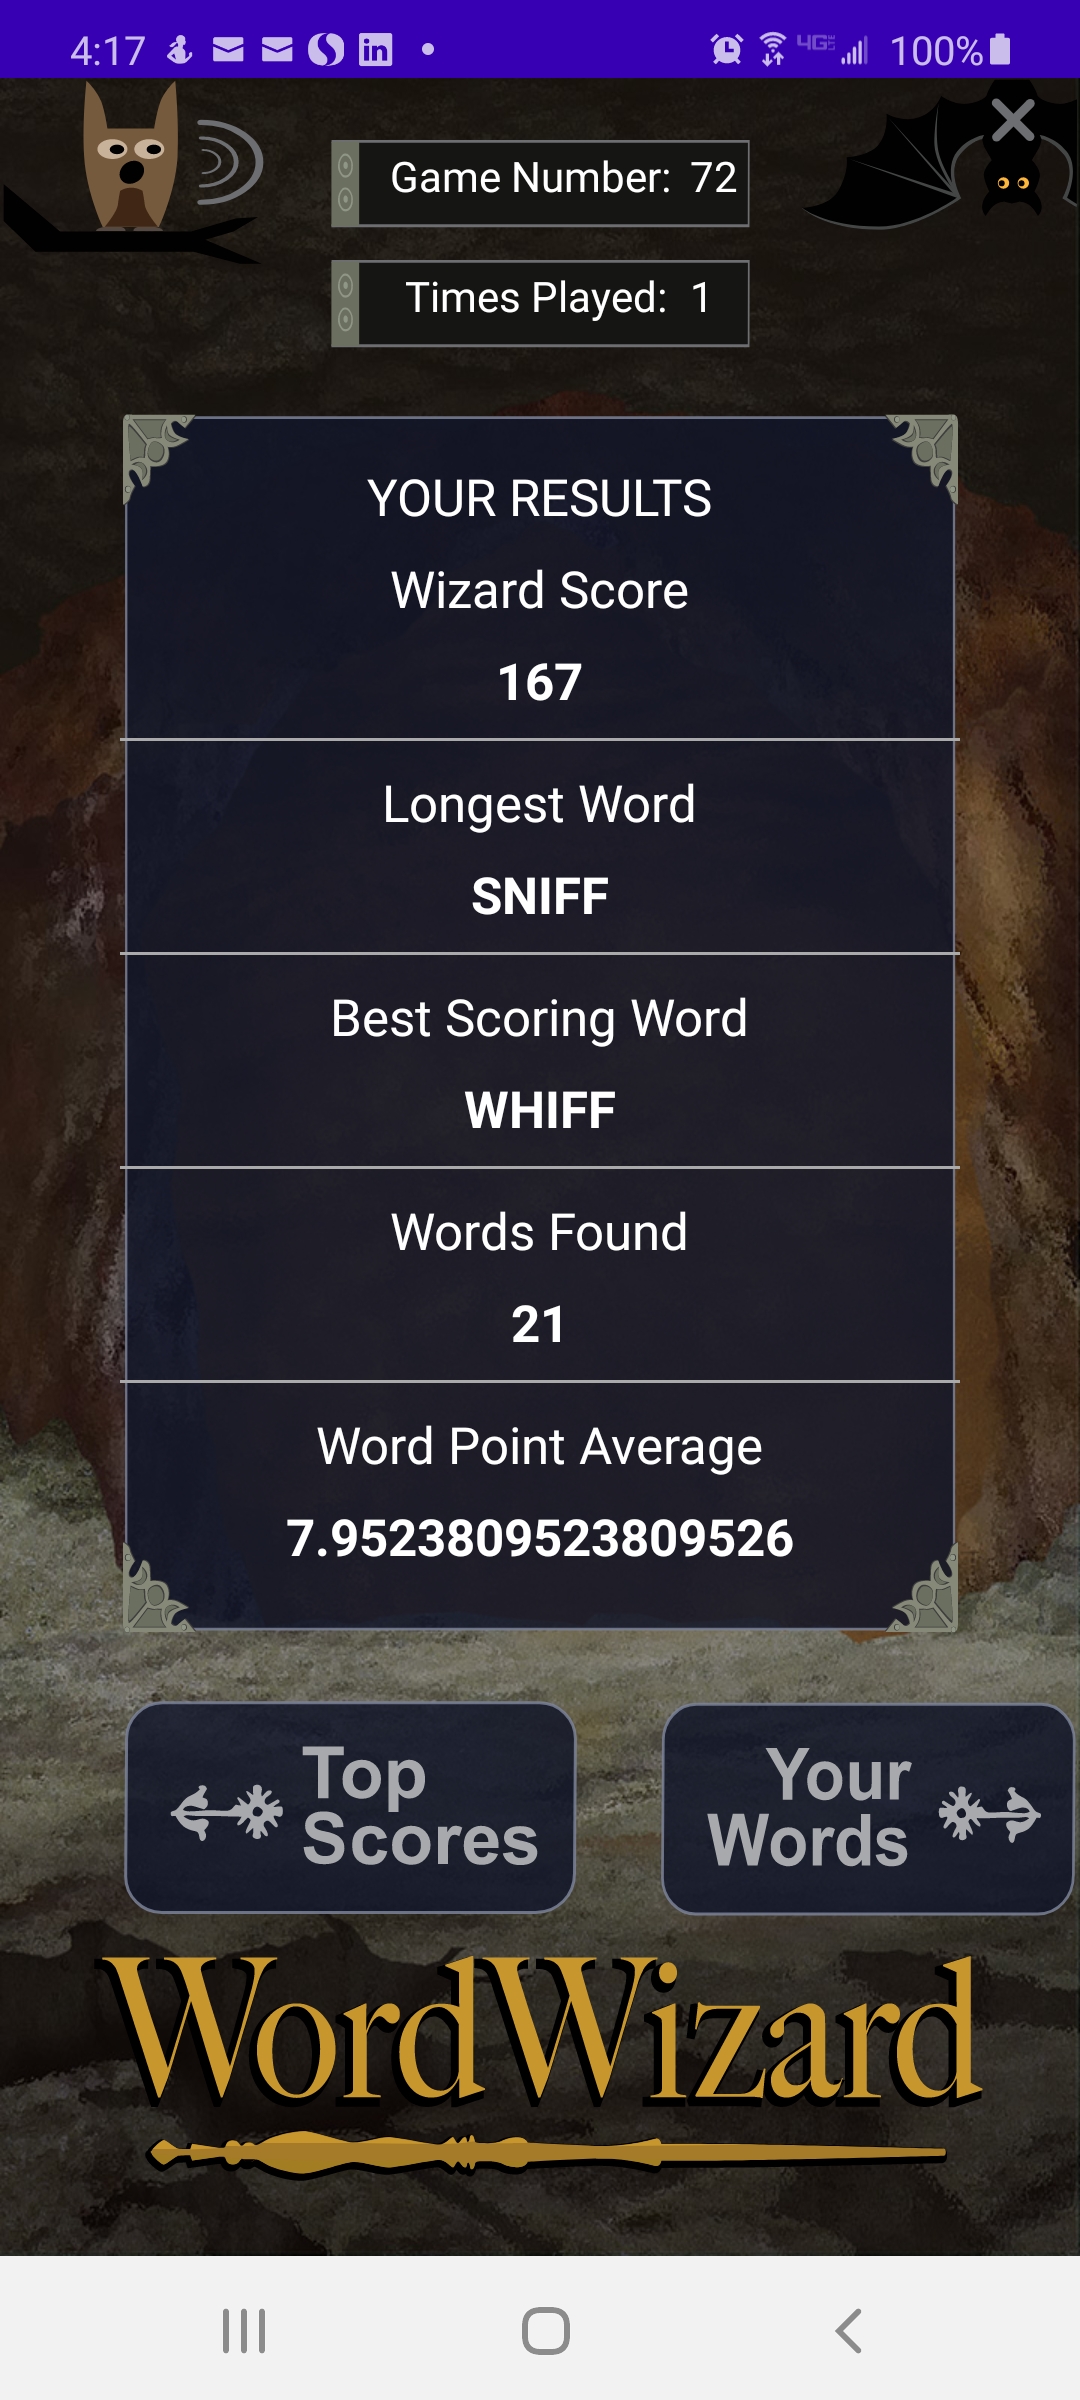 4:17 100%
Game Number: 72
Times Played: 1
YOUR RESULTS
Wizard Score
167
Longest Word
SNIFF
Best Scoring Word
WHIFF
Words Found
21
Word Point Average
7.9523809523809526
Top
Scores
Your
Words
WordWizard